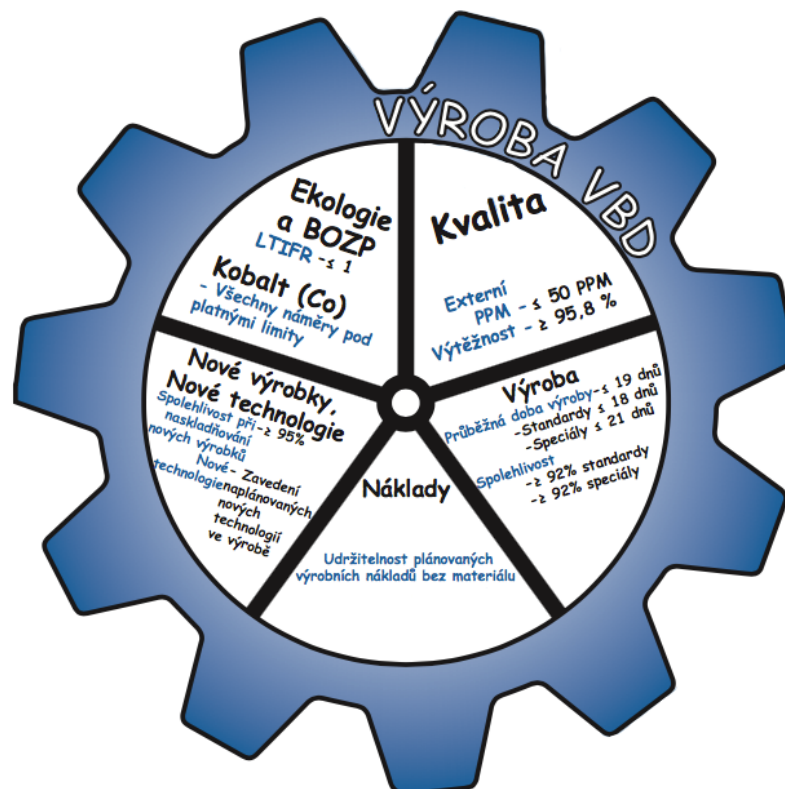 VÝROBA VBD
Ekologie
a BOZP
LTIFR -≤ 1
Kobalt (Co)
- Všechny náměry pod
platnými limity
Kvalita
Externí
PPM - ≤ 50 PPM
Výtěžnost - ≥ 95,8 %
Výroba
Průběžná doba výroby-≤ 19 dnů
-Standardy ≤ 18 dnů
-Speciály ≤ 21 dnů
Spolehlivost
-≥ 92% standardy
-≥ 92% speciály
Náklady
Udržitelnost plánovaných
výrobních nákladů bez materiálu
Nové výrobky,
Nové technologie
Spolehlivost při-≥ 95%
naskladňování
nových výrobků
Nové - Zavedení
technologienaplánovaných
nových
technologií
ve výrobě